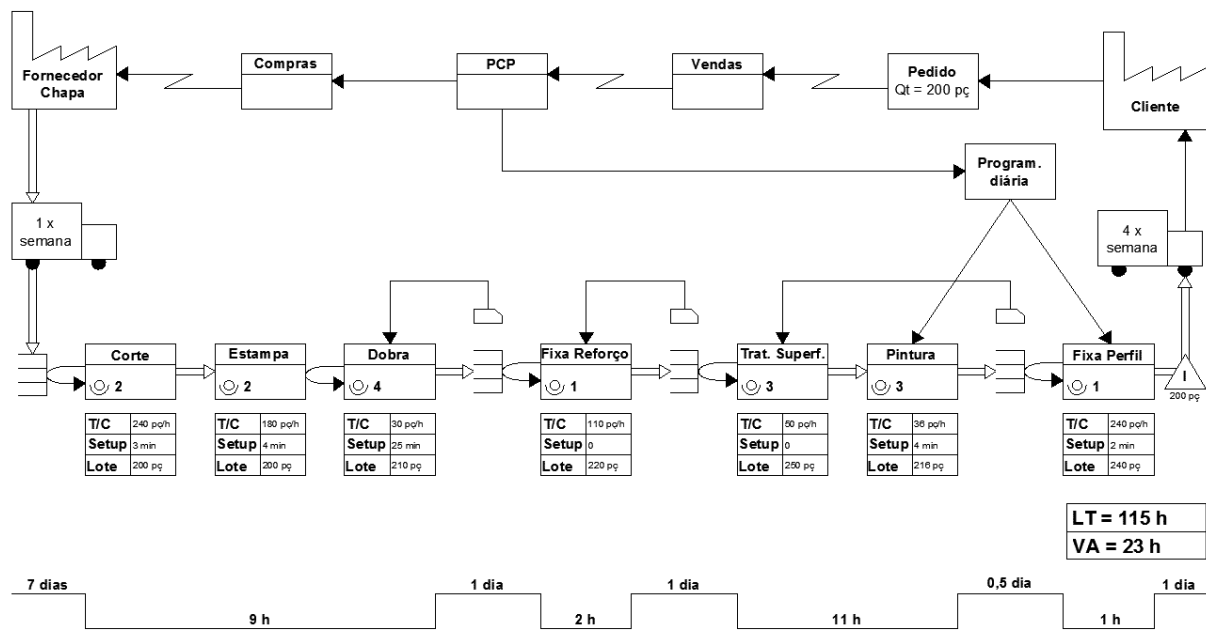 Fornecedor
Chapa
Compras
PCP
Vendas
Pedido
Qt = 200 pç
Cliente
Program.
diária
1 x
semana
4 x
semana
Corte
2
Estampa
2
Dobra
4
Fixa Reforço
1
Trat. Superf.
3
Pintura
3
Fixa Perfil
1
I
200 pç
T/C 240 pç/h
Setup 3 min
Lote 200 pç
T/C 180 pç/h
Setup 4 min
Lote 200 pç
T/C 30 pç/h
Setup 25 min
Lote 210 pç
T/C 110 pç/h
Setup 0
Lote 220 pç
T/C 50 pç/h
Setup 0
Lote 250 pç
T/C 36 pç/h
Setup 4 min
Lote 216 pç
T/C 240 pç/h
Setup 2 min
Lote 240 pç
LT = 115 h
VA = 23 h
7 dias
9 h
1 dia
2 h
1 dia
11 h
0,5 dia
1 h
1 dia